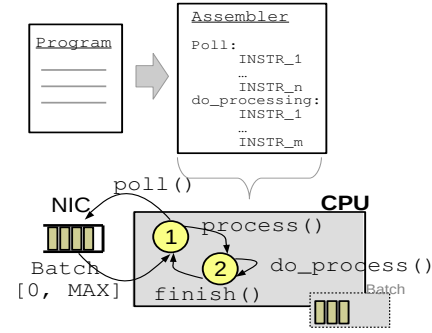 Program
Assembler
Poll:
INSTR_1
…
INSTR_n
do_processing:
INSTR_1
…
INSTR_m
poll()
NIC
CPU
process()
1
2
do_process()
Batch
[0, MAX]
finish()
Batch